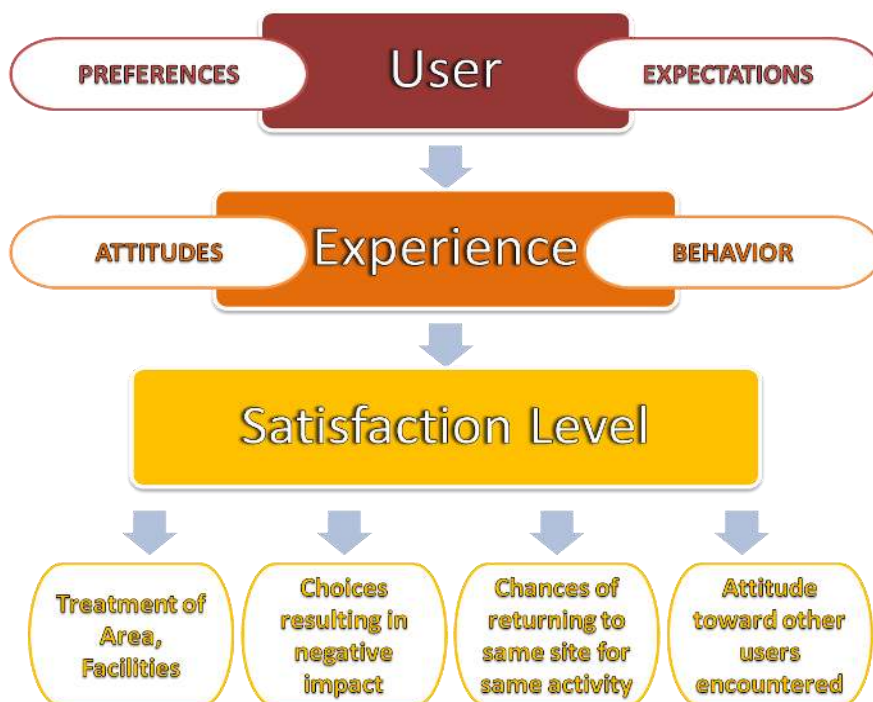 PREFERENCES
User
EXPECTATIONS
ATTITUDES
Experience
BEHAVIOR
Satisfaction Level
Treatment of
Area,
Facilities
Choices
resulting in
negative
impact
Chances of
returning to
same site for
same activity
Attitude
toward other
users
encountered